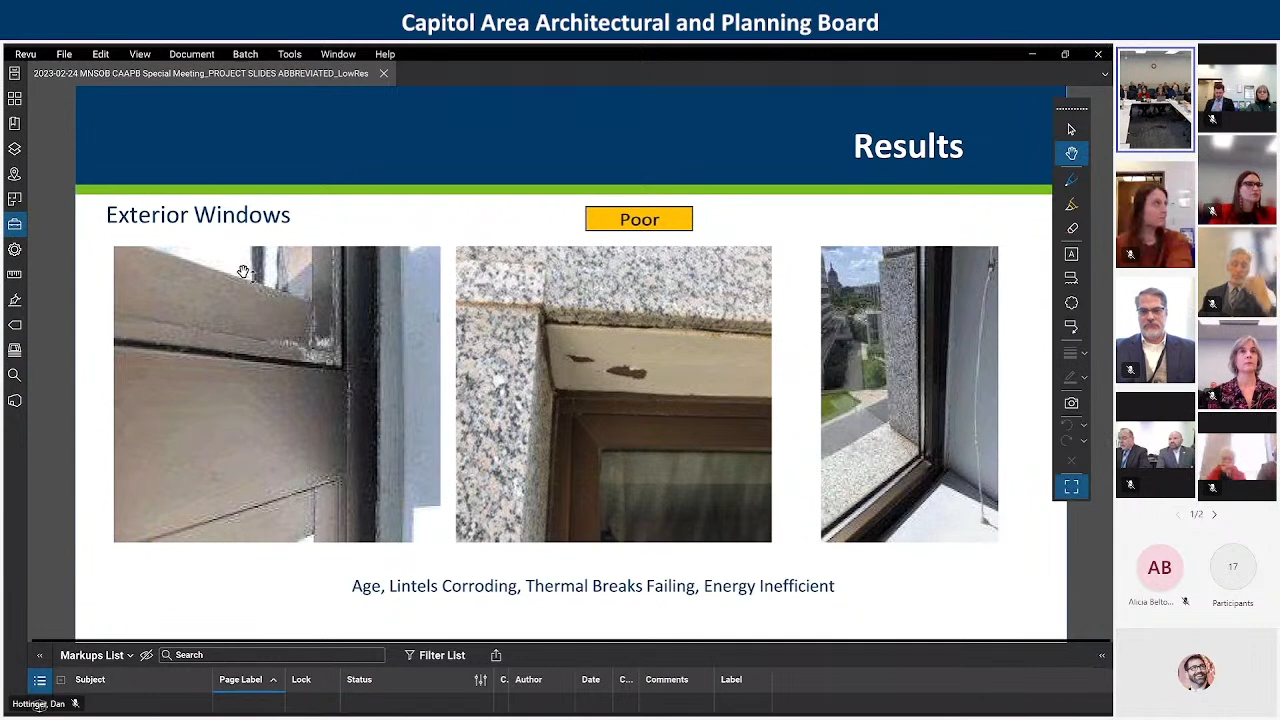 Capitol Area Architectural and Planning Board
Revu File Edit View Document Batch Tools Window Help
2023-02-24 MNSOB CAAPB Special Meeting_PROJECT SLIDES ABBREVIATED_LowRes
Results
Exterior Windows
Poor
Age, Lintels Corroding, Thermal Breaks Failing, Energy Inefficient
1/2
AB
17
Alicia Belto...
Participants
Markups List
Search
Filter List
Subject Page Label Lock Status C. Author Date C... Comments Label
Hottinger, Dan